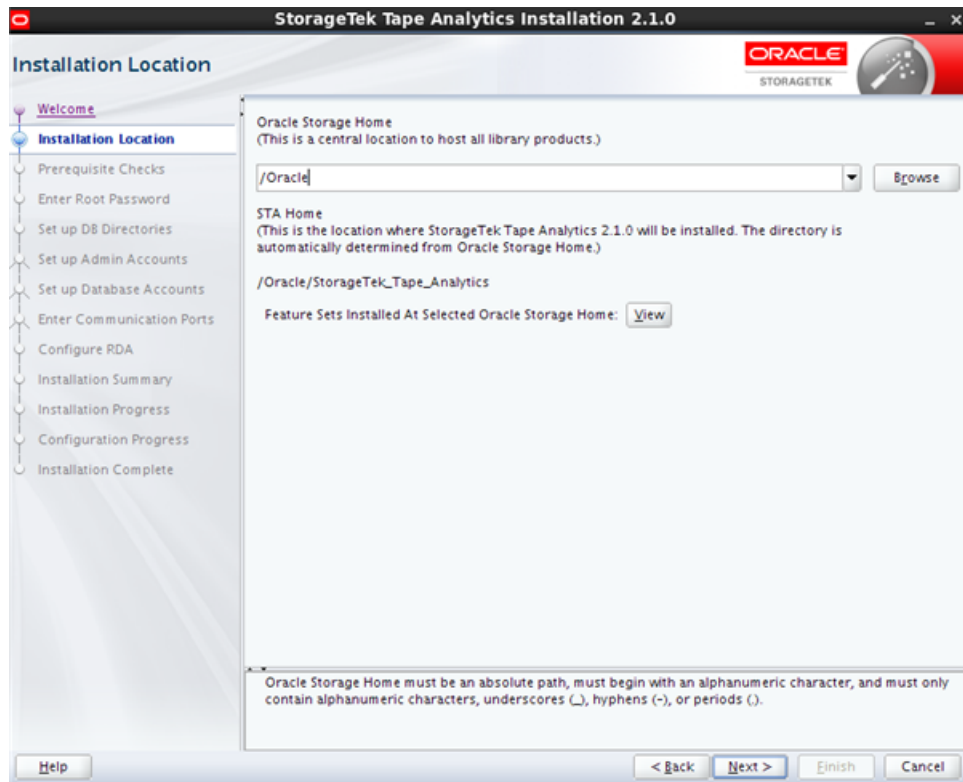 StorageTek Tape Analytics Installation 2.1.0
Installation Location
ORACLE
STORAGETEK
Welcome
Installation Location
Prerequisite Checks
Enter Root Password
Set up DB Directories
Set up Admin Accounts
Set up Database Accounts
Enter Communication Ports
Configure RDA
Installation Summary
Installation Progress
Configuration Progress
Installation Complete
Oracle Storage Home
(This is a central location to host all library products.)
/Oracle
Browse
STA Home
(This is the location where StorageTek Tape Analytics 2.1.0 will be installed. The directory is
automatically determined from Oracle Storage Home.)
/Oracle/StorageTek_Tape_Analytics
Feature Sets Installed At Selected Oracle Storage Home: View
Oracle Storage Home must be an absolute path, must begin with an alphanumeric character, and must only
contain alphanumeric characters, underscores (_), hyphens (-), or periods (.).
Help
< Back Next > Finish Cancel